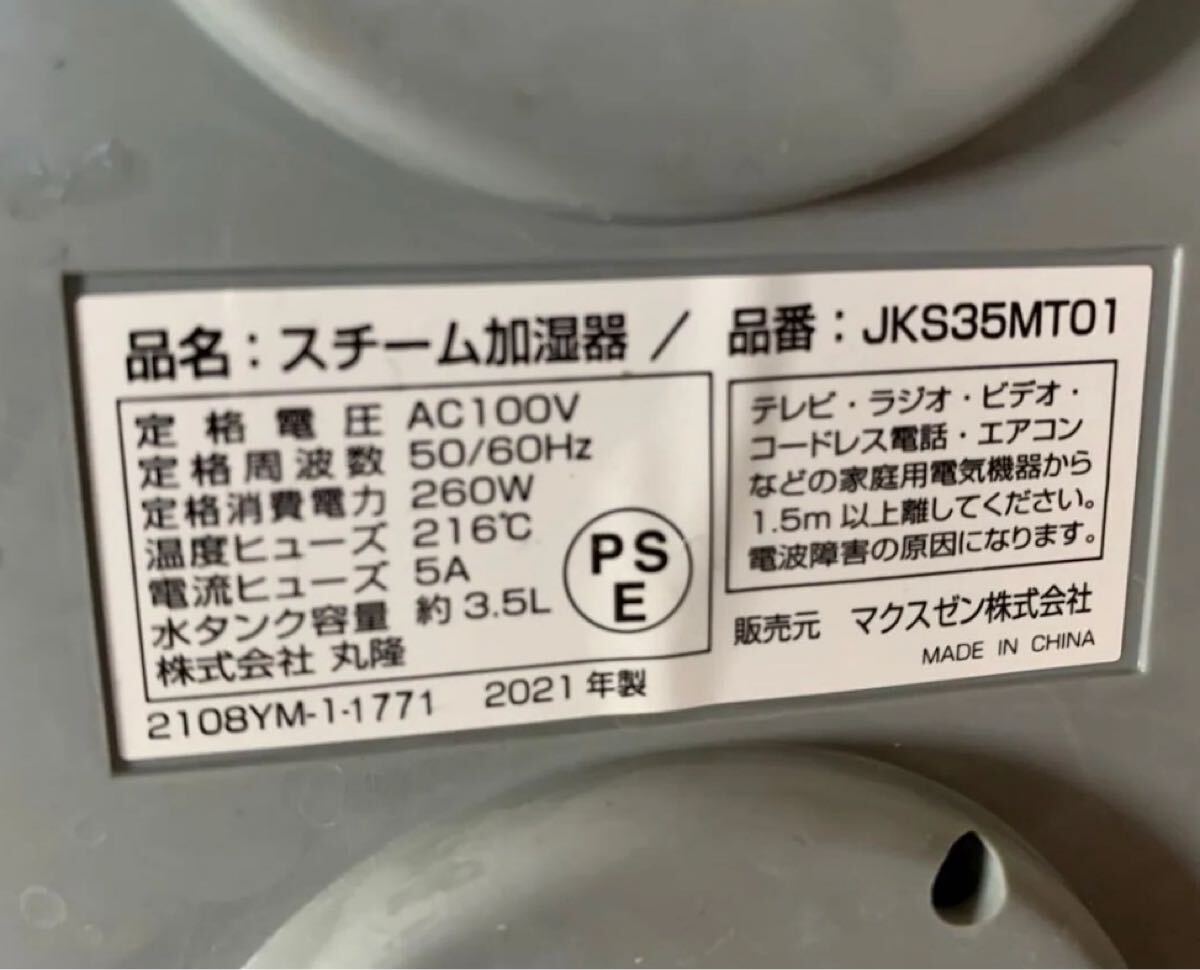 品名：スチーム加湿器 ／ 品番：JKS35MT01
定格電圧 AC100V
定格周波数 50/60Hz
定格消費電力 260W
温度ヒューズ 216℃
電流ヒューズ 5A
水タンク容量 約3.5L
株式会社 丸隆
PS
E
2108YM-1-1771 2021年製
テレビ・ラジオ・ビデオ・
コードレス電話・エアコン
などの家庭用電気機器から
1.5m以上離してください。
電波障害の原因になります。
販売元 マクスゼン株式会社
MADE IN CHINA